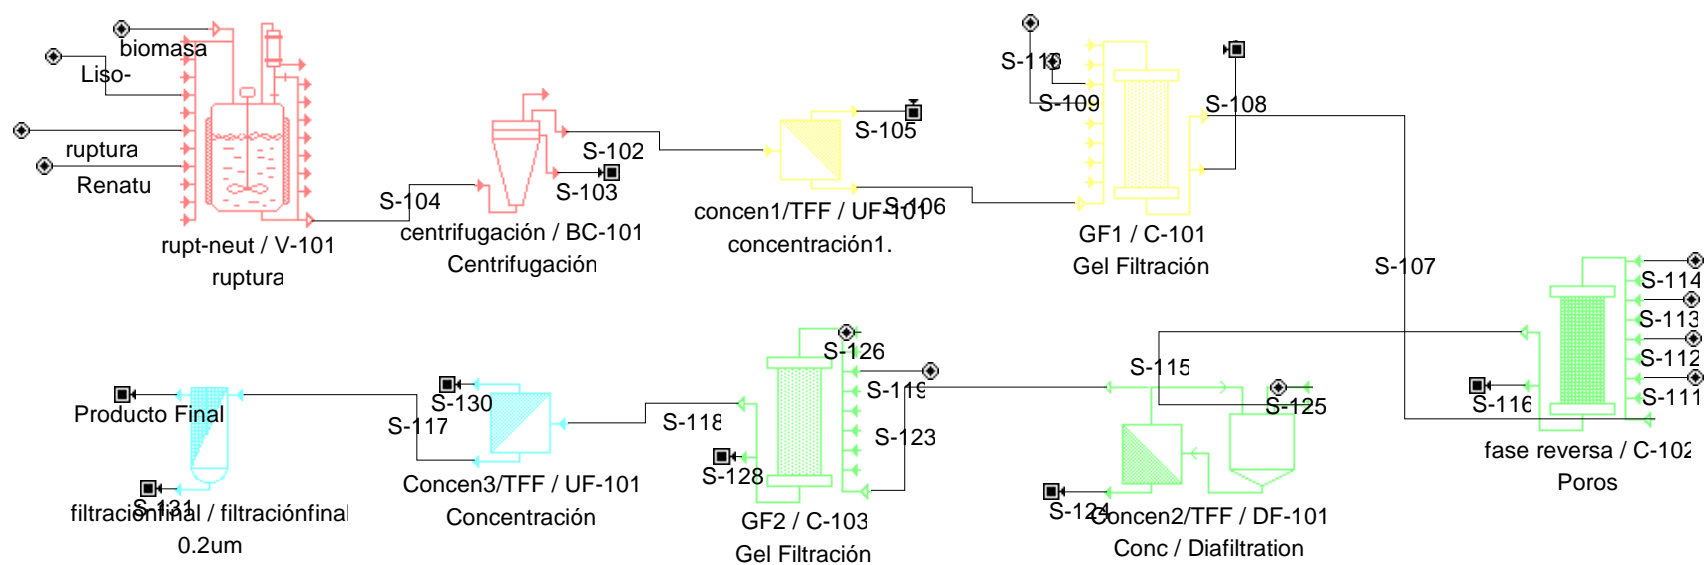 biomasa
Liso-
ruptura
Renatu
S-104
rupt-neut / V-101
ruptura
S-102
S-103
centrifugación / BC-101
Centrifugación
S-105
S-106
concen1/TFF / UF-101
concentración1.
S-109
S-108
GF1 / C-101
Gel Filtración
S-107
S-114
S-113
S-112
S-111
S-116
fase reversa / C-102
Poros
S-115
S-125
S-124
Concen2/TFF / DF-101
Conc / Diafiltration
S-126
S-119
S-123
S-128
GF2 / C-103
Gel Filtración
S-118
S-130
S-117
Concen3/TFF / UF-101
Concentración
Producto Final
S-131
filtraciónfinal / filtraciónfinal
0.2um